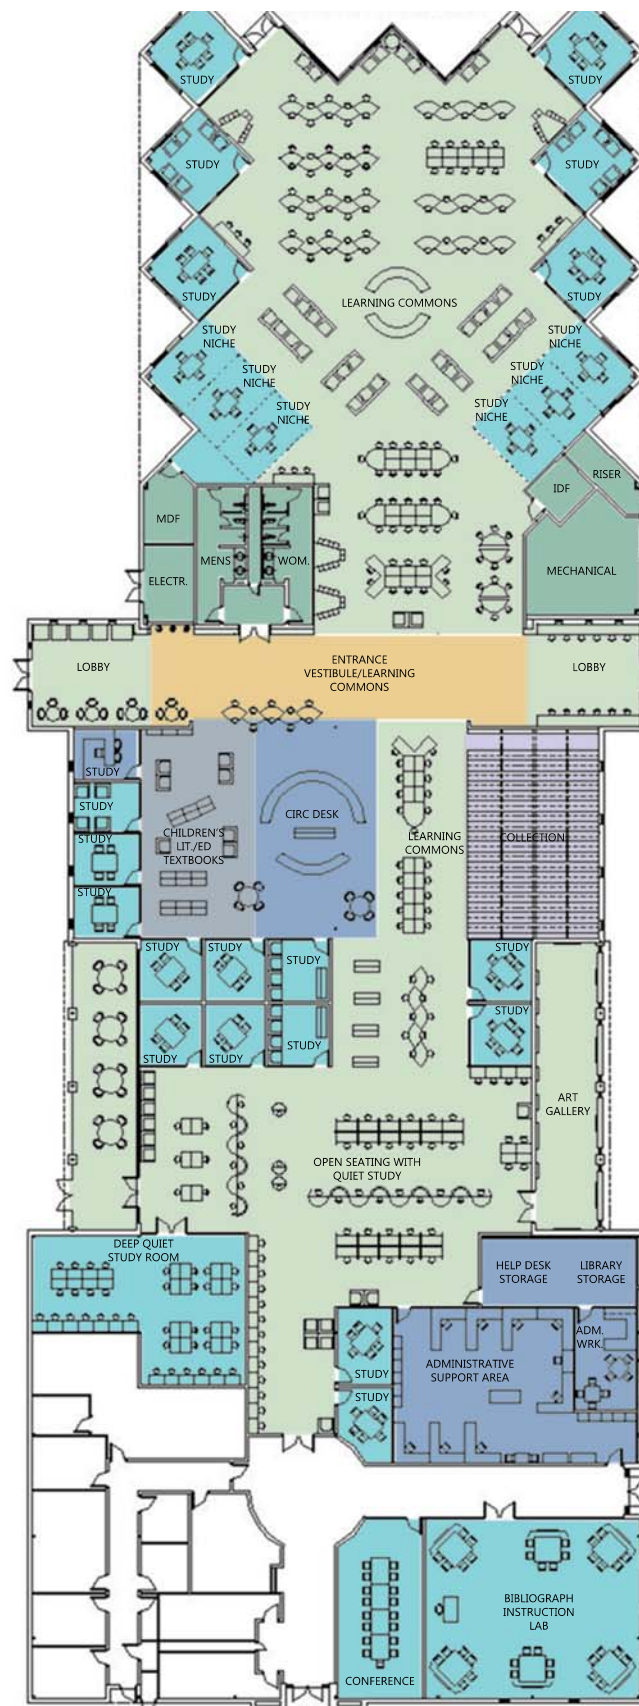 STUDY
STUDY
STUDY
STUDY
STUDY
STUDY
LEARNING COMMONS
STUDY
NICHE
STUDY
NICHE
STUDY
NICHE
STUDY
NICHE
STUDY
NICHE
STUDY
NICHE
RISER
IDF
MDF
MENS
WOM.
ELECTR.
MECHANICAL
LOBBY
ENTRANCE
VESTIBULE/LEARNING
COMMONS
LOBBY
STUDY
STUDY
CIRC DESK
CHILDREN'S
LIT./ED
TEXTBOOKS
LEARNING
COMMONS
COLLECTION
STUDY
STUDY
STUDY
STUDY
STUDY
STUDY
STUDY
STUDY
STUDY
ART
GALLERY
OPEN SEATING WITH
QUIET STUDY
DEEP QUIET
STUDY ROOM
HELP DESK
STORAGE
LIBRARY
STORAGE
ADM.
WRK.
ADMINISTRATIVE
SUPPORT AREA
STUDY
STUDY
BIBLIOGRAPH
INSTRUCTION
LAB
CONFERENCE